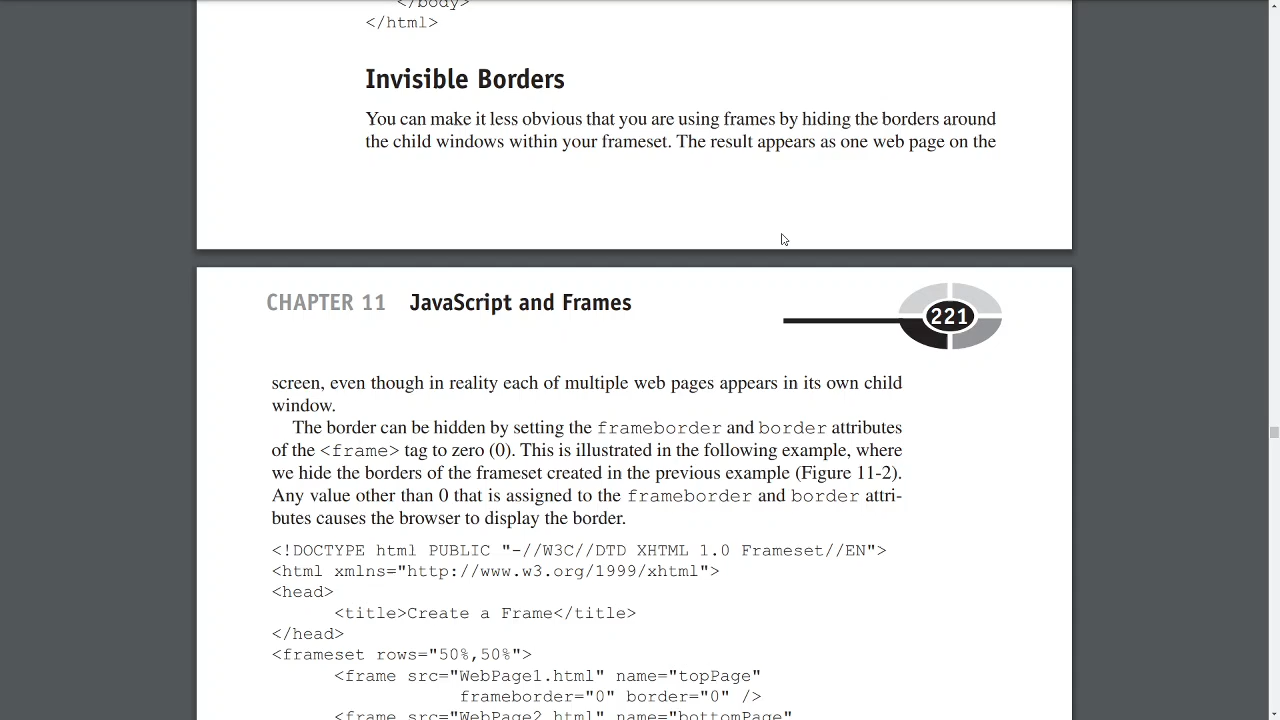 </body>
</html>
Invisible Borders
You can make it less obvious that you are using frames by hiding the borders around
the child windows within your frameset. The result appears as one web page on the
CHAPTER 11 JavaScript and Frames
221
screen, even though in reality each of multiple web pages appears in its own child
window.
The border can be hidden by setting the frameborder and border attributes
of the <frame> tag to zero (0). This is illustrated in the following example, where
we hide the borders of the frameset created in the previous example (Figure 11-2).
Any value other than 0 that is assigned to the frameborder and border attri-
butes causes the browser to display the border.
<!DOCTYPE html PUBLIC "-//W3C//DTD XHTML 1.0 Frameset//EN">
<html xmlns="http://www.w3.org/1999/xhtml">
<head>
<title>Create a Frame</title>
</head>
<frameset rows="50%,50%">
<frame src="WebPage1.html" name="topPage"
frameborder="0" border="0" />
<frame src="WebPage2.html" name="bottomPage"